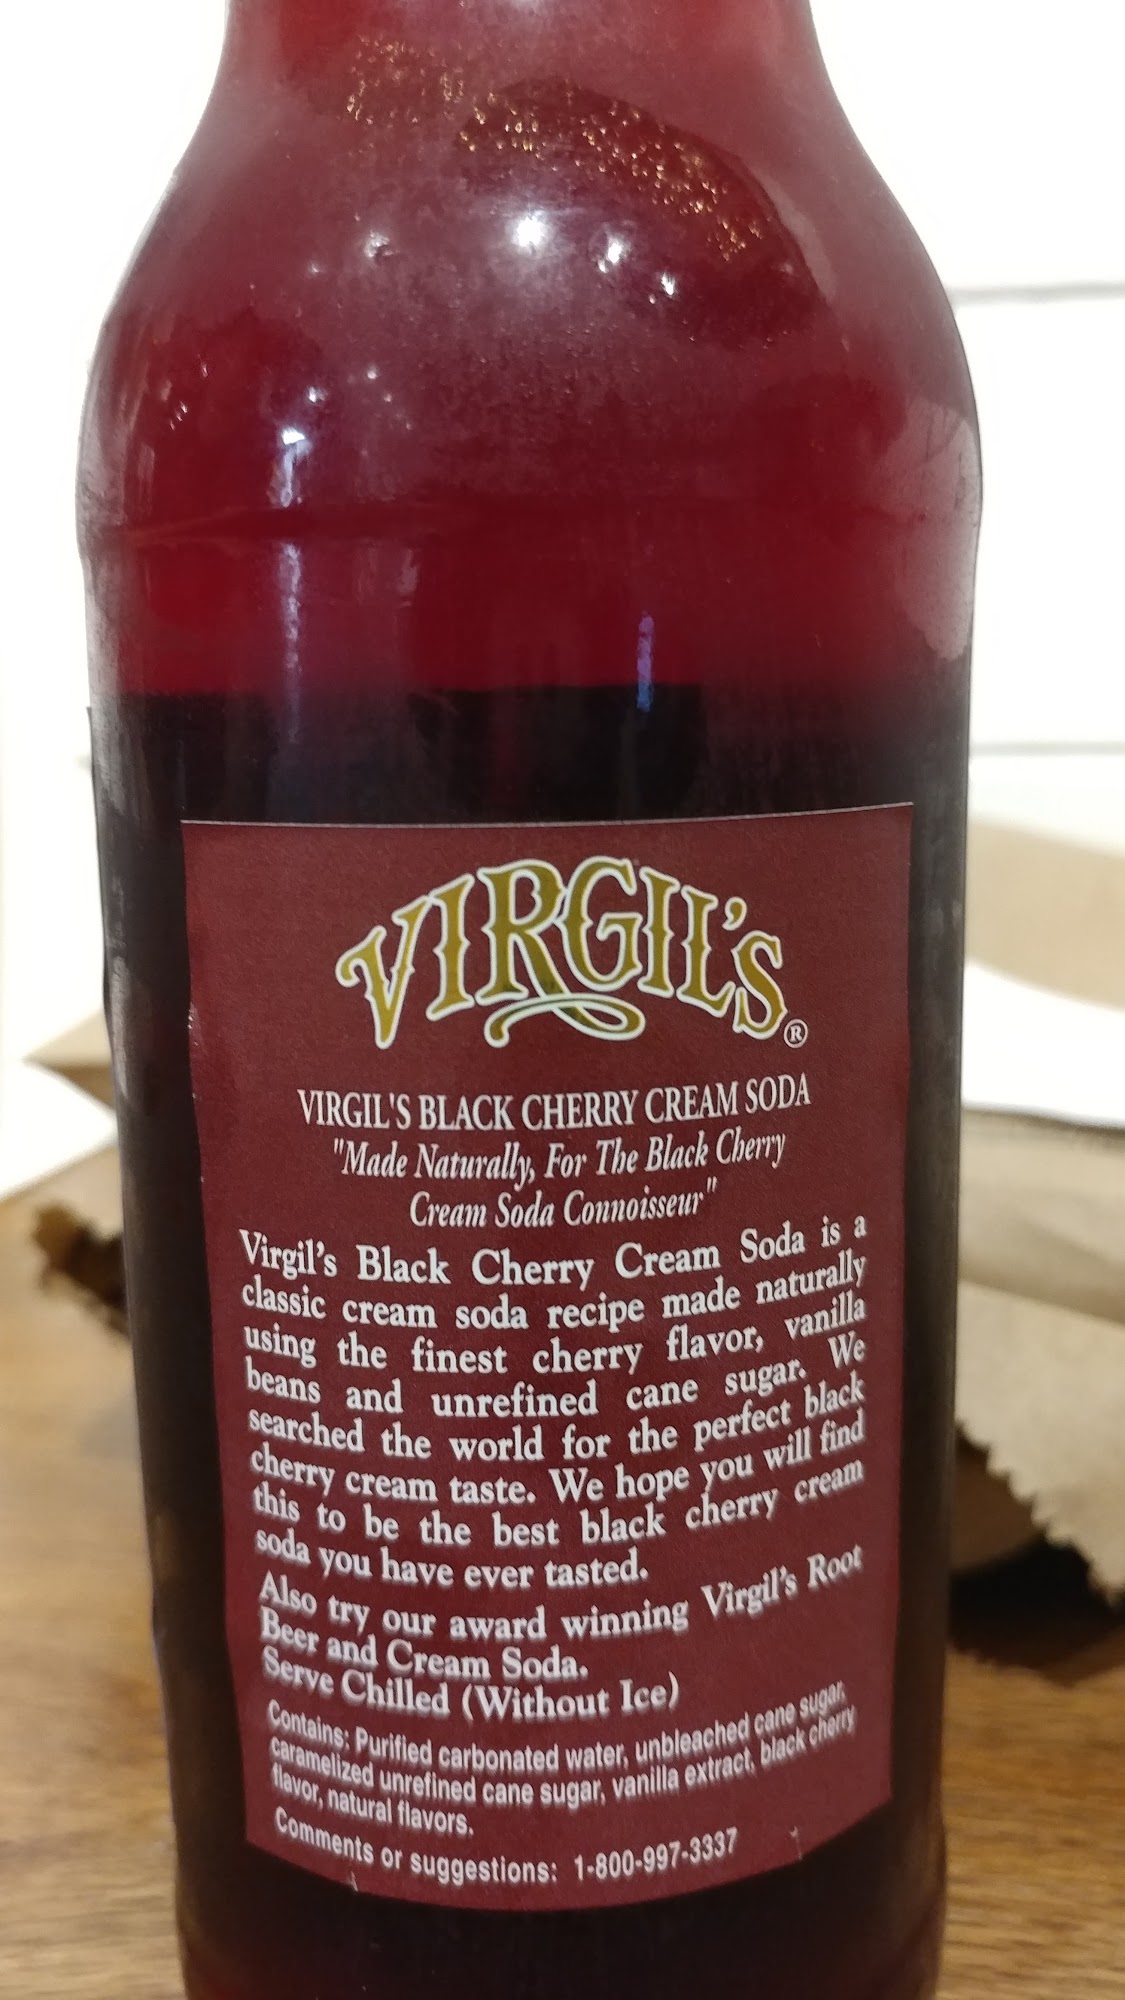 VIRGIL'S®
VIRGIL'S BLACK CHERRY CREAM SODA
"Made Naturally, For The Black Cherry
Cream Soda Connoisseur"
Virgil's Black Cherry Cream Soda is a
classic cream soda recipe made naturally
using the finest cherry flavor, vanilla
beans and unrefined cane sugar. We
searched the world for the perfect black
cherry cream taste. We hope you will find
this to be the best black cherry cream
soda you have ever tasted.
Also try our award winning Virgil's Root
Beer and Cream Soda.
Serve Chilled (Without Ice)
Contains: Purified carbonated water, unbleached cane sugar,
caramelized unrefined cane sugar, vanilla extract, black cherry
flavor, natural flavors.
Comments or suggestions: 1-800-997-3337